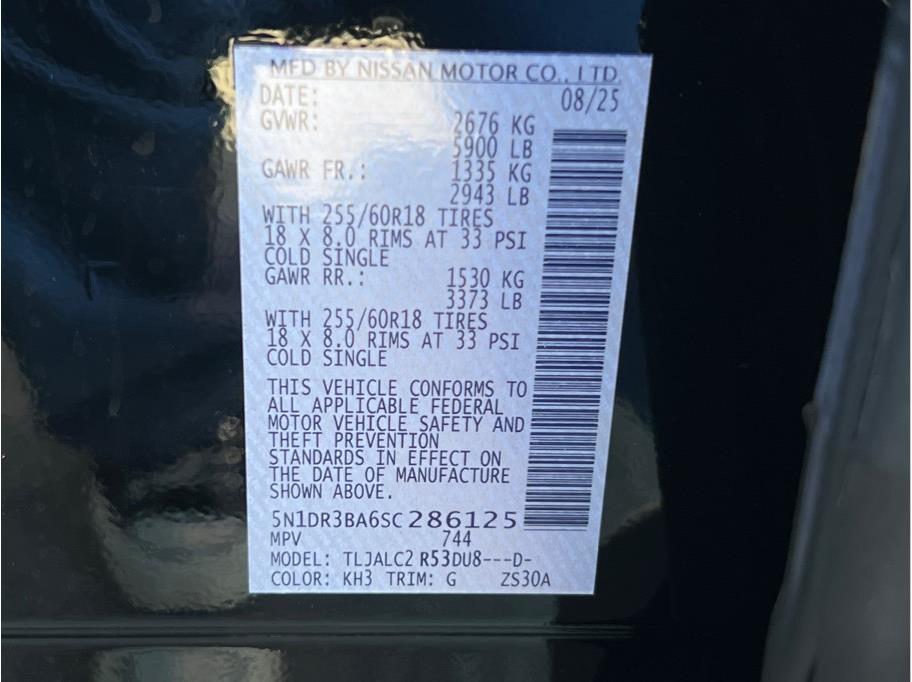 MFD BY NISSAN MOTOR CO., LTD.
DATE: 08/25
GVWR: 2676 KG
5900 LB
GAWR FR.: 1335 KG
2943 LB
WITH 255/60R18 TIRES
18 X 8.0 RIMS AT 33 PSI
COLD SINGLE
GAWR RR.: 1530 KG
3373 LB
WITH 255/60R18 TIRES
18 X 8.0 RIMS AT 33 PSI
COLD SINGLE
THIS VEHICLE CONFORMS TO
ALL APPLICABLE FEDERAL
MOTOR VEHICLE SAFETY AND
THEFT PREVENTION
STANDARDS IN EFFECT ON
THE DATE OF MANUFACTURE
SHOWN ABOVE.
5N1DR3BA6SC286125
MPV 744
MODEL: TLJALC2 R53DU8---D-
COLOR: KH3 TRIM: G ZS30A